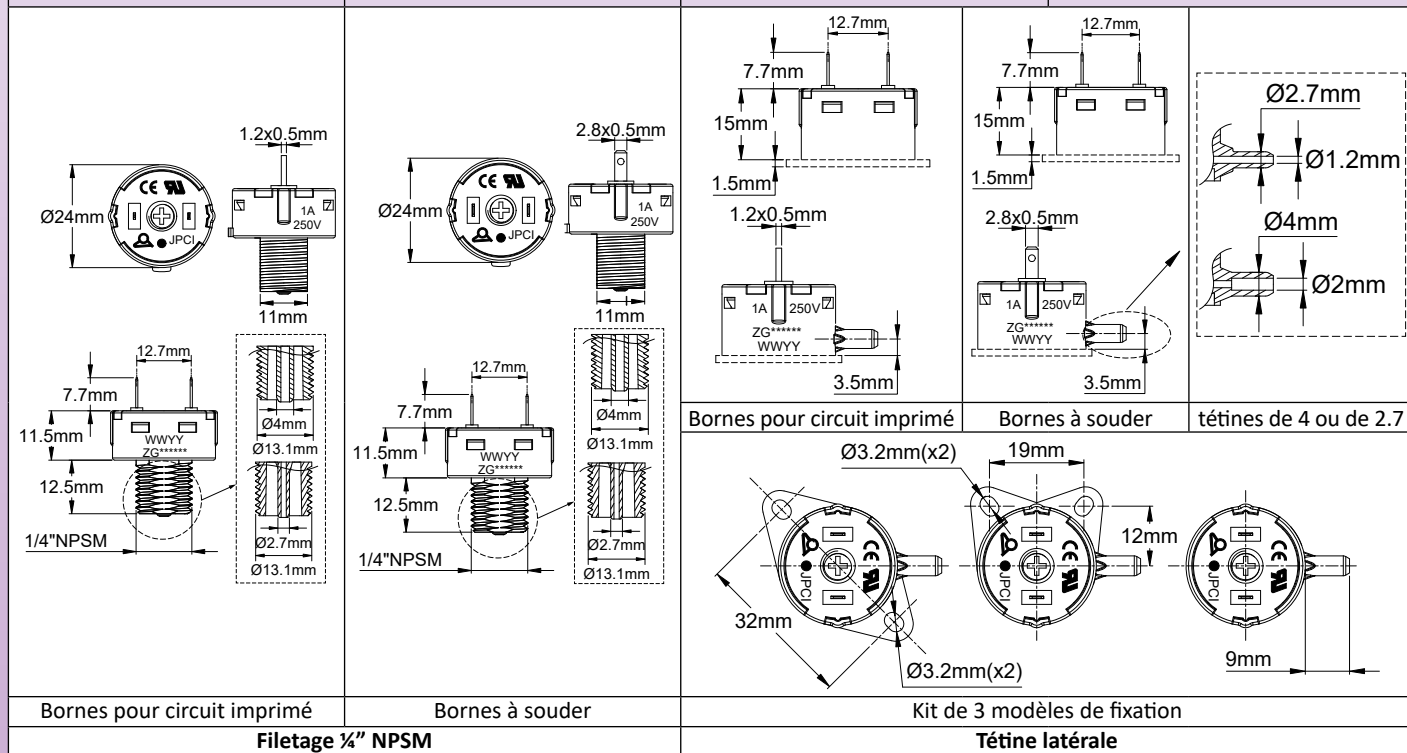 1.2x0.5mm
Ø24mm
JPCI
1A
250V
11mm
12.7mm
7.7mm
11.5mm
WWYY
ZG******
12.5mm
1/4"NPSM
Ø4mm
Ø13.1mm
Ø2.7mm
Ø13.1mm
Bornes pour circuit imprimé
2.8x0.5mm
Ø24mm
JPCI
1A
250V
11mm
12.7mm
7.7mm
11.5mm
WWYY
ZG******
12.5mm
1/4"NPSM
Ø4mm
Ø13.1mm
Ø2.7mm
Ø13.1mm
Bornes à souder
Filetage ¼” NPSM
12.7mm
7.7mm
15mm
1.5mm
1.2x0.5mm
1A 250V
ZG******
WWYY
3.5mm
Bornes pour circuit imprimé
12.7mm
7.7mm
15mm
1.5mm
2.8x0.5mm
1A 250V
ZG******
WWYY
3.5mm
Bornes à souder
Ø2.7mm
Ø1.2mm
Ø4mm
Ø2mm
tétines de 4 ou de 2.7
Ø3.2mm(x2)
19mm
12mm
JPCI
CE
JPCI
CE
JPCI
CE
32mm
Ø3.2mm(x2)
9mm
Kit de 3 modèles de fixation
Tétine latérale